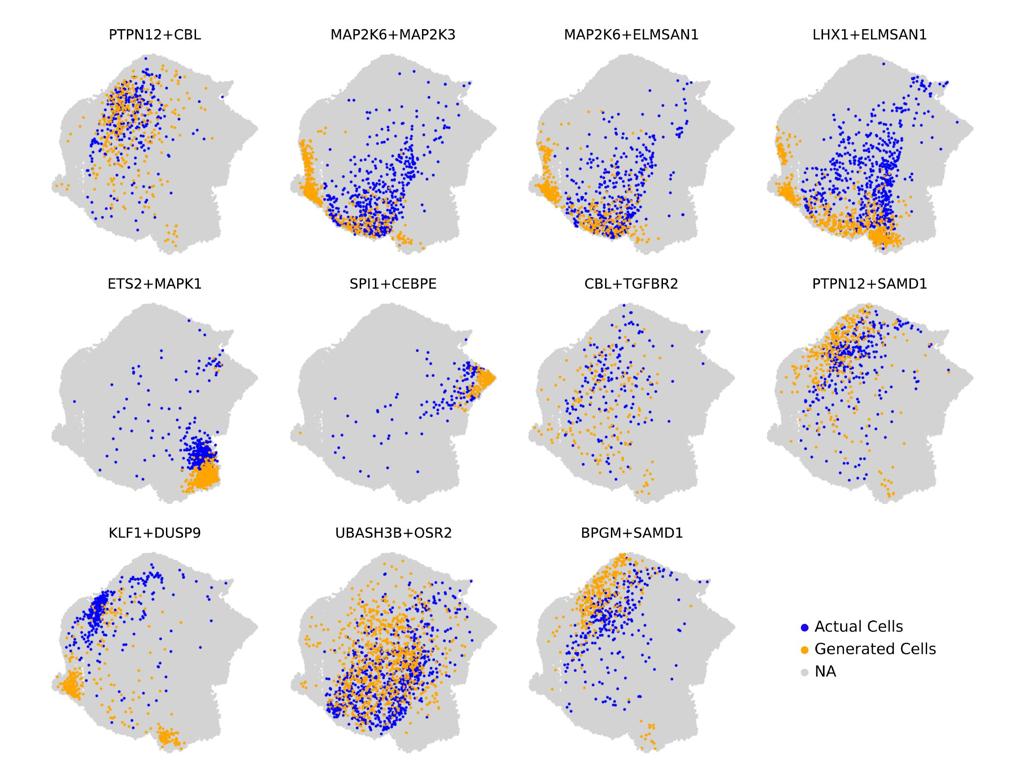 PTPN12+CBL
MAP2K6+MAP2K3
MAP2K6+ELMSAN1
LHX1+ELMSAN1
ETS2+MAPK1
SPI1+CEBPE
CBL+TGFBR2
PTPN12+SAMD1
KLF1+DUSP9
UBASH3B+OSR2
BPGM+SAMD1
Actual Cells
Generated Cells
NA